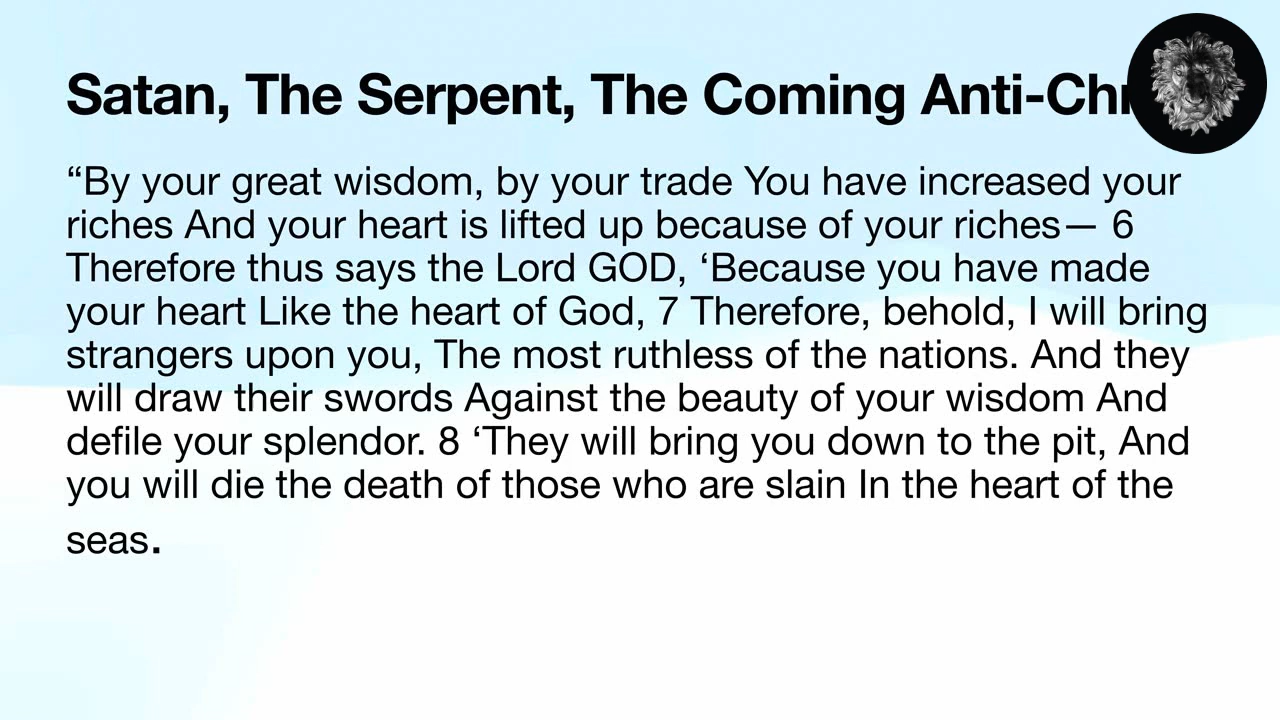 Satan, The Serpent, The Coming Anti-Chr
“By your great wisdom, by your trade You have increased your
riches And your heart is lifted up because of your riches— 6
Therefore thus says the Lord GOD, ‘Because you have made
your heart Like the heart of God, 7 Therefore, behold, I will bring
strangers upon you, The most ruthless of the nations. And they
will draw their swords Against the beauty of your wisdom And
defile your splendor. 8 ‘They will bring you down to the pit, And
you will die the death of those who are slain In the heart of the
seas.